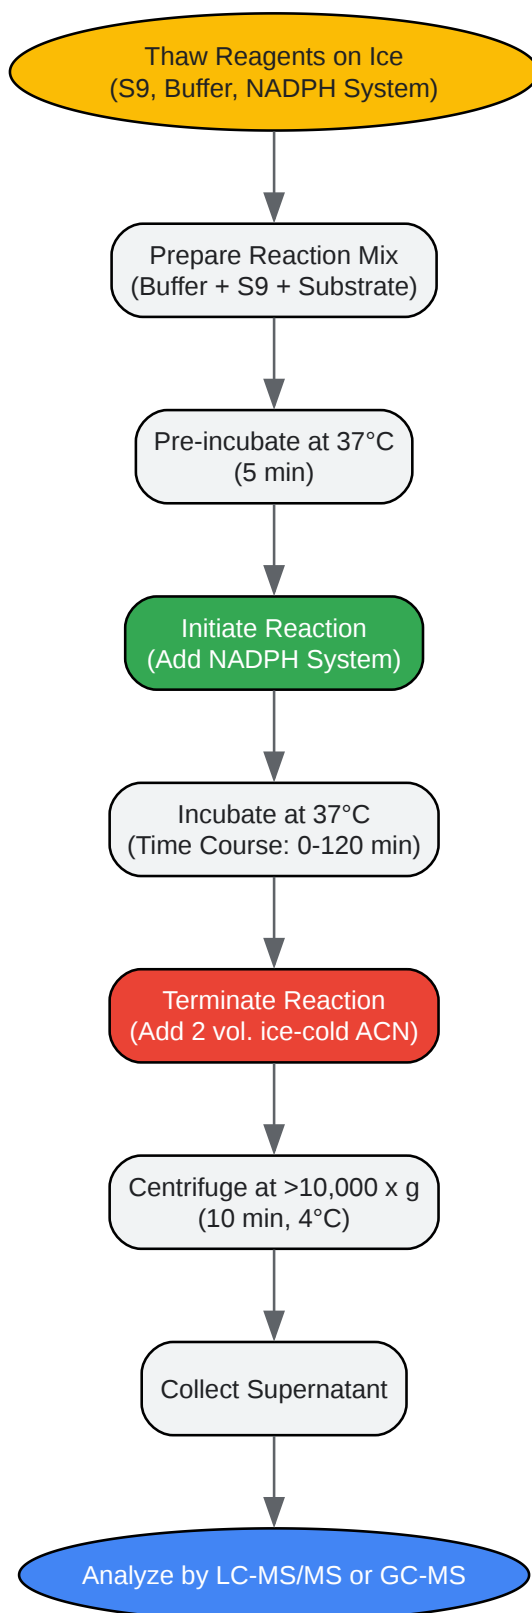 Thaw Reagents on Ice
(S9, Buffer, NADPH System)
Prepare Reaction Mix
(Buffer + S9 + Substrate)
Pre-incubate at 37°C
(5 min)
Initiate Reaction
(Add NADPH System)
Incubate at 37°C
(Time Course: 0-120 min)
Terminate Reaction
(Add 2 vol. ice-cold ACN)
Centrifuge at >10,000 x g
(10 min, 4°C)
Collect Supernatant
Analyze by LC-MS/MS or GC-MS